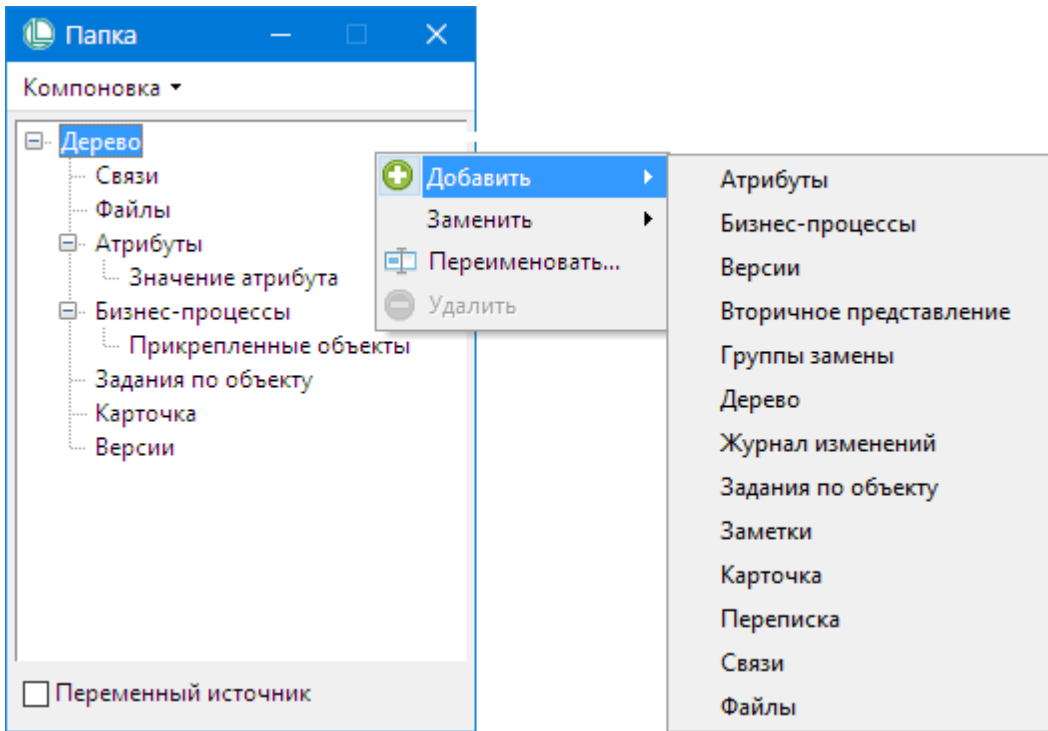 Папка
Компоновка
Дерево
Связи
Файлы
Атрибуты
Значение атрибута
Бизнес-процессы
Прикрепленные объекты
Задания по объекту
Карточка
Версии
Переменный источник
Добавить
Заменить
Переименовать...
Удалить
Атрибуты
Бизнес-процессы
Версии
Вторичное представление
Группы замены
Дерево
Журнал изменений
Задания по объекту
Заметки
Карточка
Переписка
Связи
Файлы